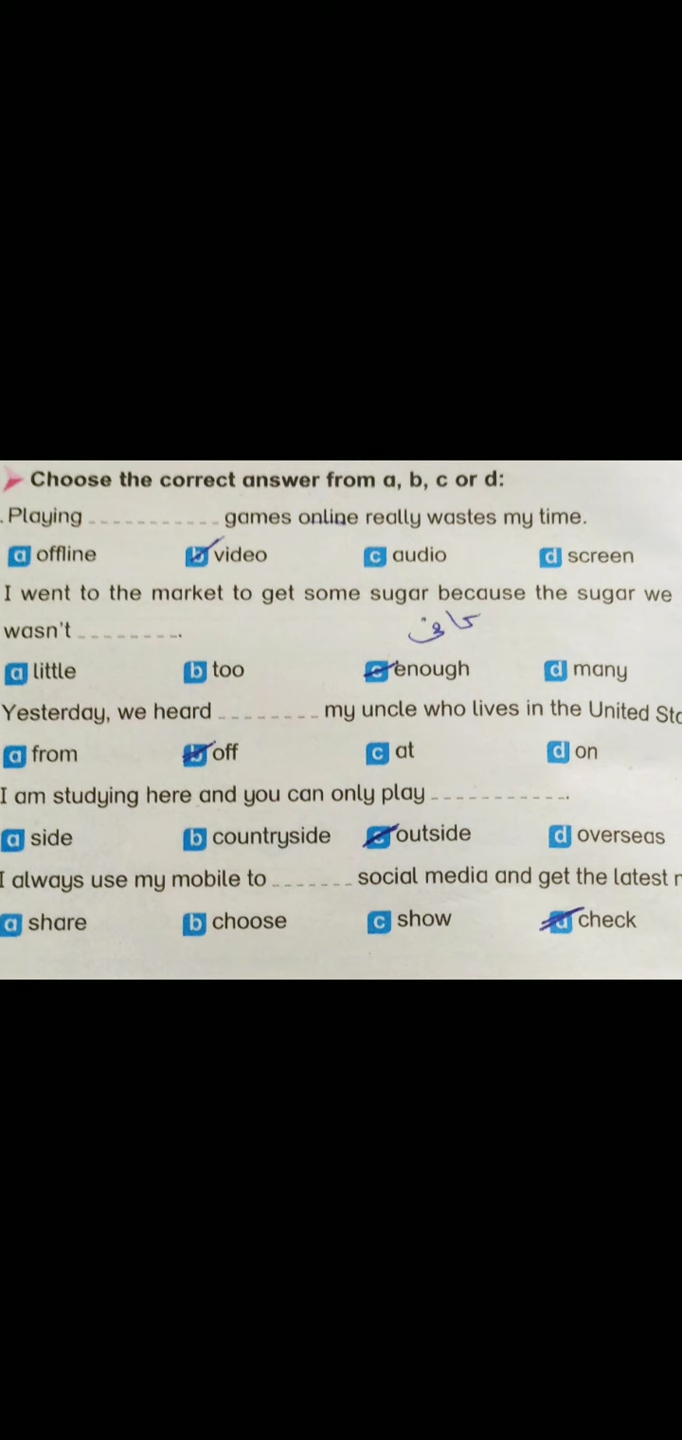 Choose the correct answer from a, b, c or d:
. Playing ----------- games online really wastes my time.
a offline b video c audio d screen
I went to the market to get some sugar because the sugar we
wasn't --------.
كافى
a little b too c enough d many
Yesterday, we heard -------- my uncle who lives in the United Sta
a from b off c at d on
I am studying here and you can only play -----------.
a side b countryside c outside d overseas
I always use my mobile to ------- social media and get the latest
a share b choose c show d check